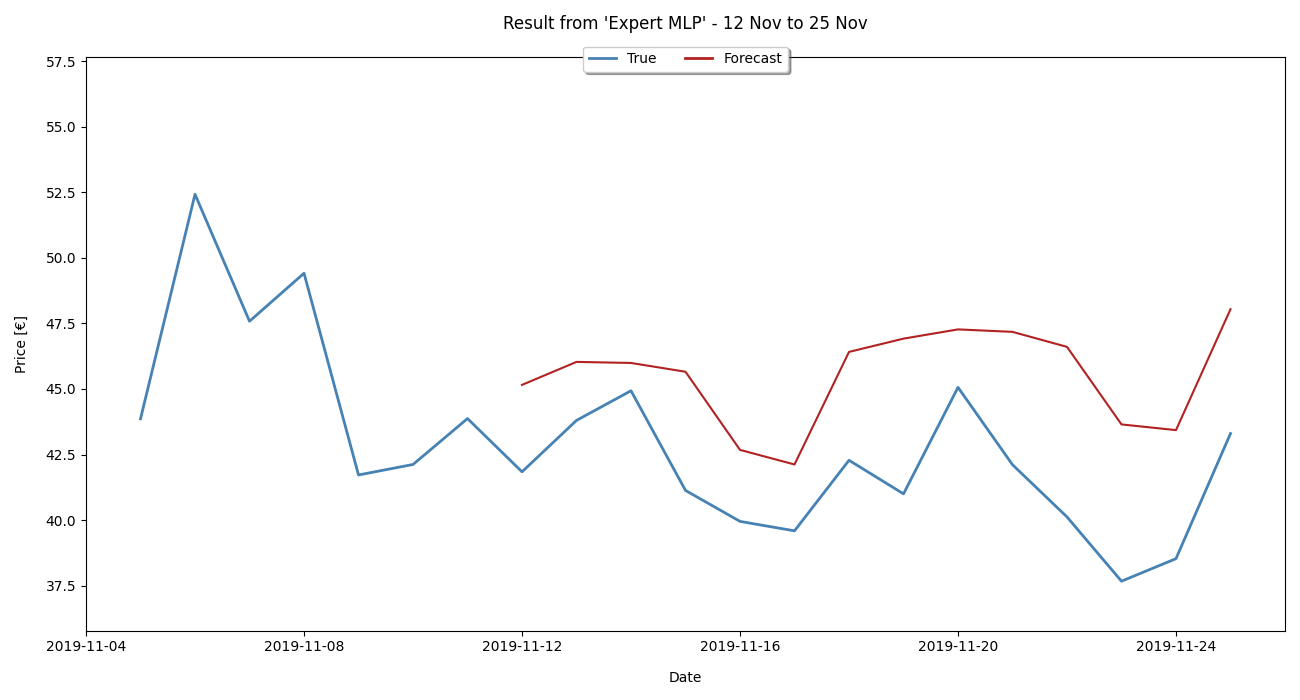 Result from 'Expert MLP' - 12 Nov to 25 Nov
True Forecast
57.5
55.0
52.5
50.0
47.5
45.0
42.5
40.0
37.5
Price [€]
2019-11-04 2019-11-08 2019-11-12 2019-11-16 2019-11-20 2019-11-24
Date